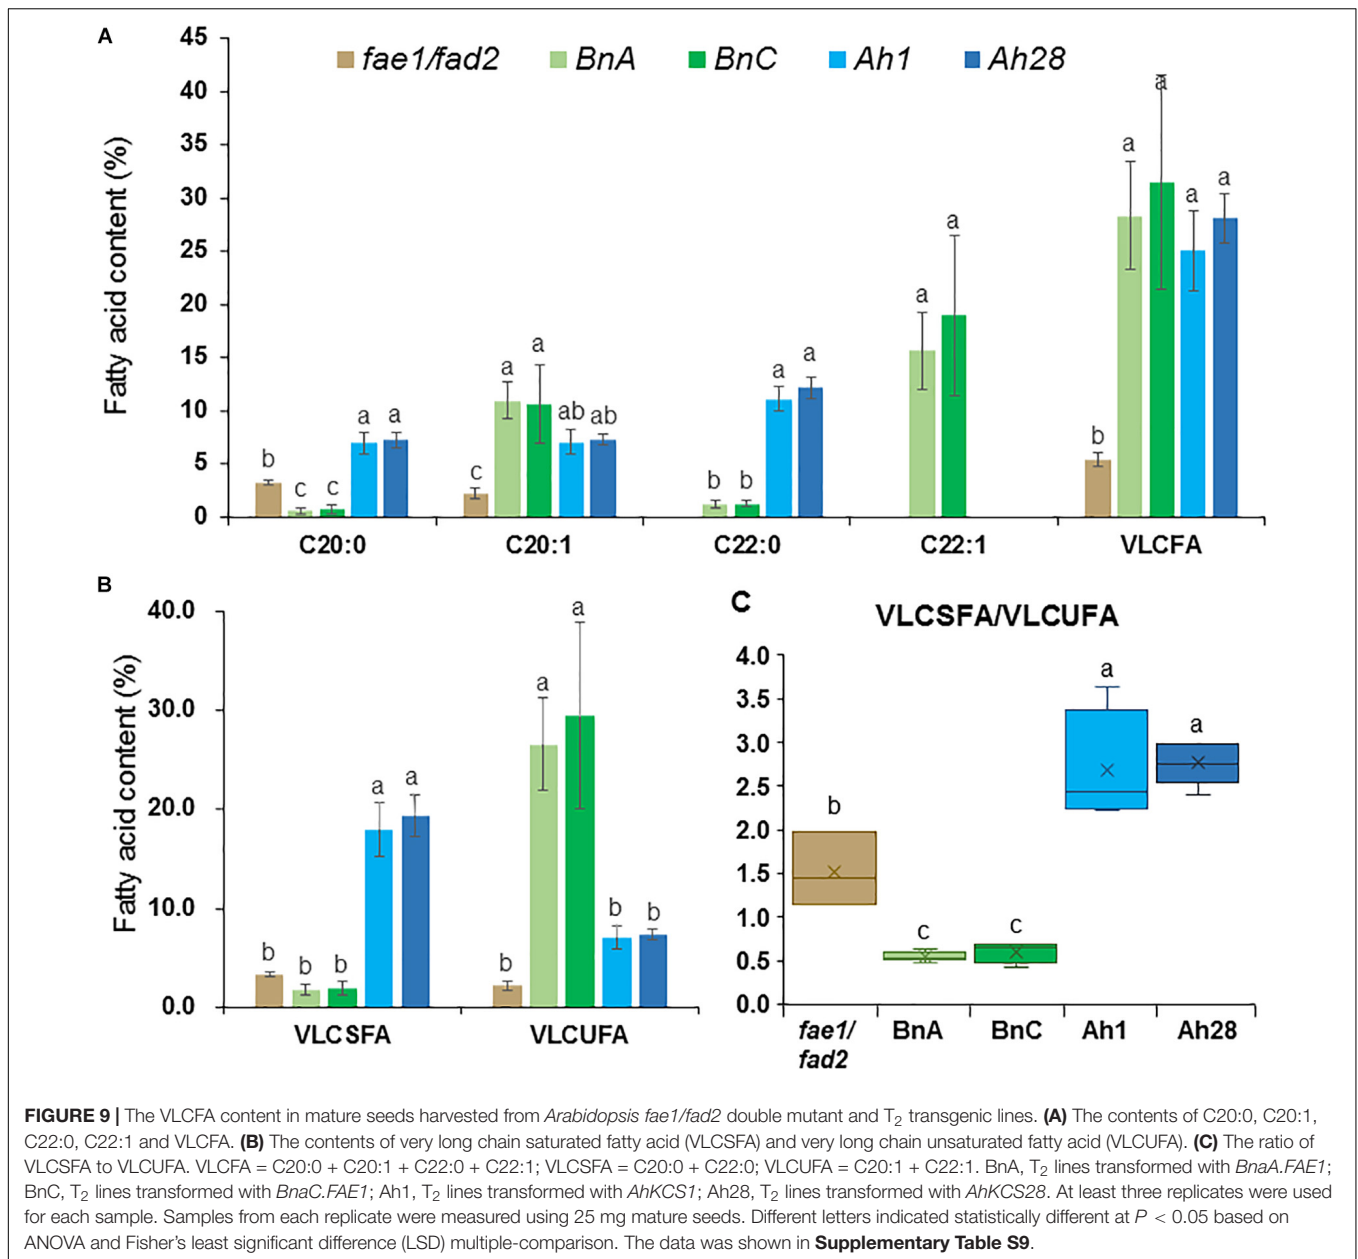 A
fae1/fad2 BnA BnC Ah1 Ah28
Fatty acid content (%)
45
40
35
30
25
20
15
10
5
0
b c c a a
c a a ab ab
b b a a
a a
b a a a a
C20:0 C20:1 C22:0 C22:1 VLCFA
B
Fatty acid content (%)
40.0
30.0
20.0
10.0
0.0
b b b a a
b a a b b
VLCSFA VLCUFA
C
VLCSFA/VLCUFA
4.0
3.5
3.0
2.5
2.0
1.5
1.0
0.5
0.0
b c c a a
fae1/ BnA BnC Ah1 Ah28
fad2
FIGURE 9 | The VLCFA content in mature seeds harvested from Arabidopsis fae1/fad2 double mutant and T2 transgenic lines. (A) The contents of C20:0, C20:1,
C22:0, C22:1 and VLCFA. (B) The contents of very long chain saturated fatty acid (VLCSFA) and very long chain unsaturated fatty acid (VLCUFA). (C) The ratio of
VLCSFA to VLCUFA. VLCFA = C20:0 + C20:1 + C22:0 + C22:1; VLCSFA = C20:0 + C22:0; VLCUFA = C20:1 + C22:1. BnA, T2 lines transformed with BnaA.FAE1;
BnC, T2 lines transformed with BnaC.FAE1; Ah1, T2 lines transformed with AhKCS1; Ah28, T2 lines transformed with AhKCS28. At least three replicates were used
for each sample. Samples from each replicate were measured using 25 mg mature seeds. Different letters indicated statistically different at P < 0.05 based on
ANOVA and Fisher's least significant difference (LSD) multiple-comparison. The data was shown in Supplementary Table S9.